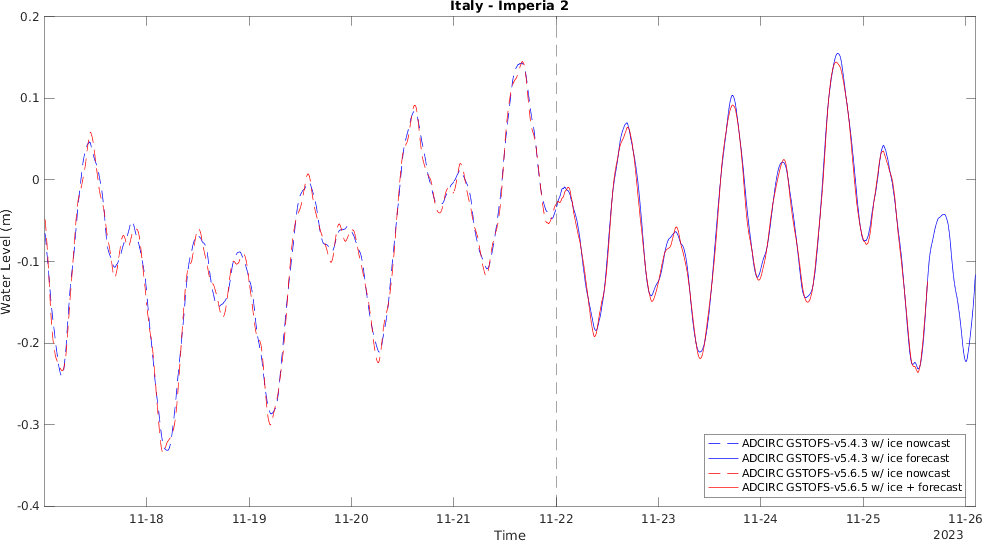 Italy - Imperia 2
0.2
0.1
0
-0.1
-0.2
-0.3
-0.4
Water Level (m)
ADCIRC GSTOFS-v5.4.3 w/ ice nowcast
ADCIRC GSTOFS-v5.4.3 w/ ice forecast
ADCIRC GSTOFS-v5.6.5 w/ ice nowcast
ADCIRC GSTOFS-v5.6.5 w/ ice + forecast
11-18 11-19 11-20 11-21 11-22 11-23 11-24 11-25 11-26
Time 2023